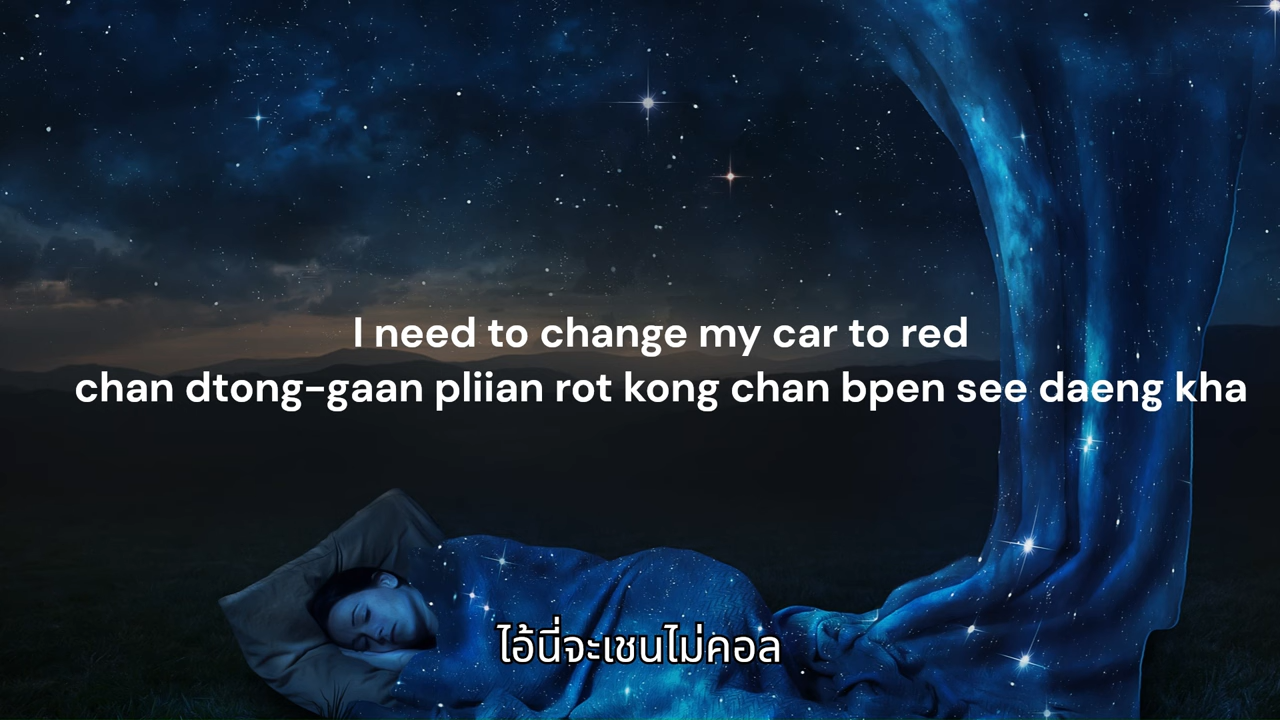 I need to change my car to red
chan dtong-gaan pliian rot kong chan bpen see daeng kha
ไอ้นี่จะเชนไม่คอล